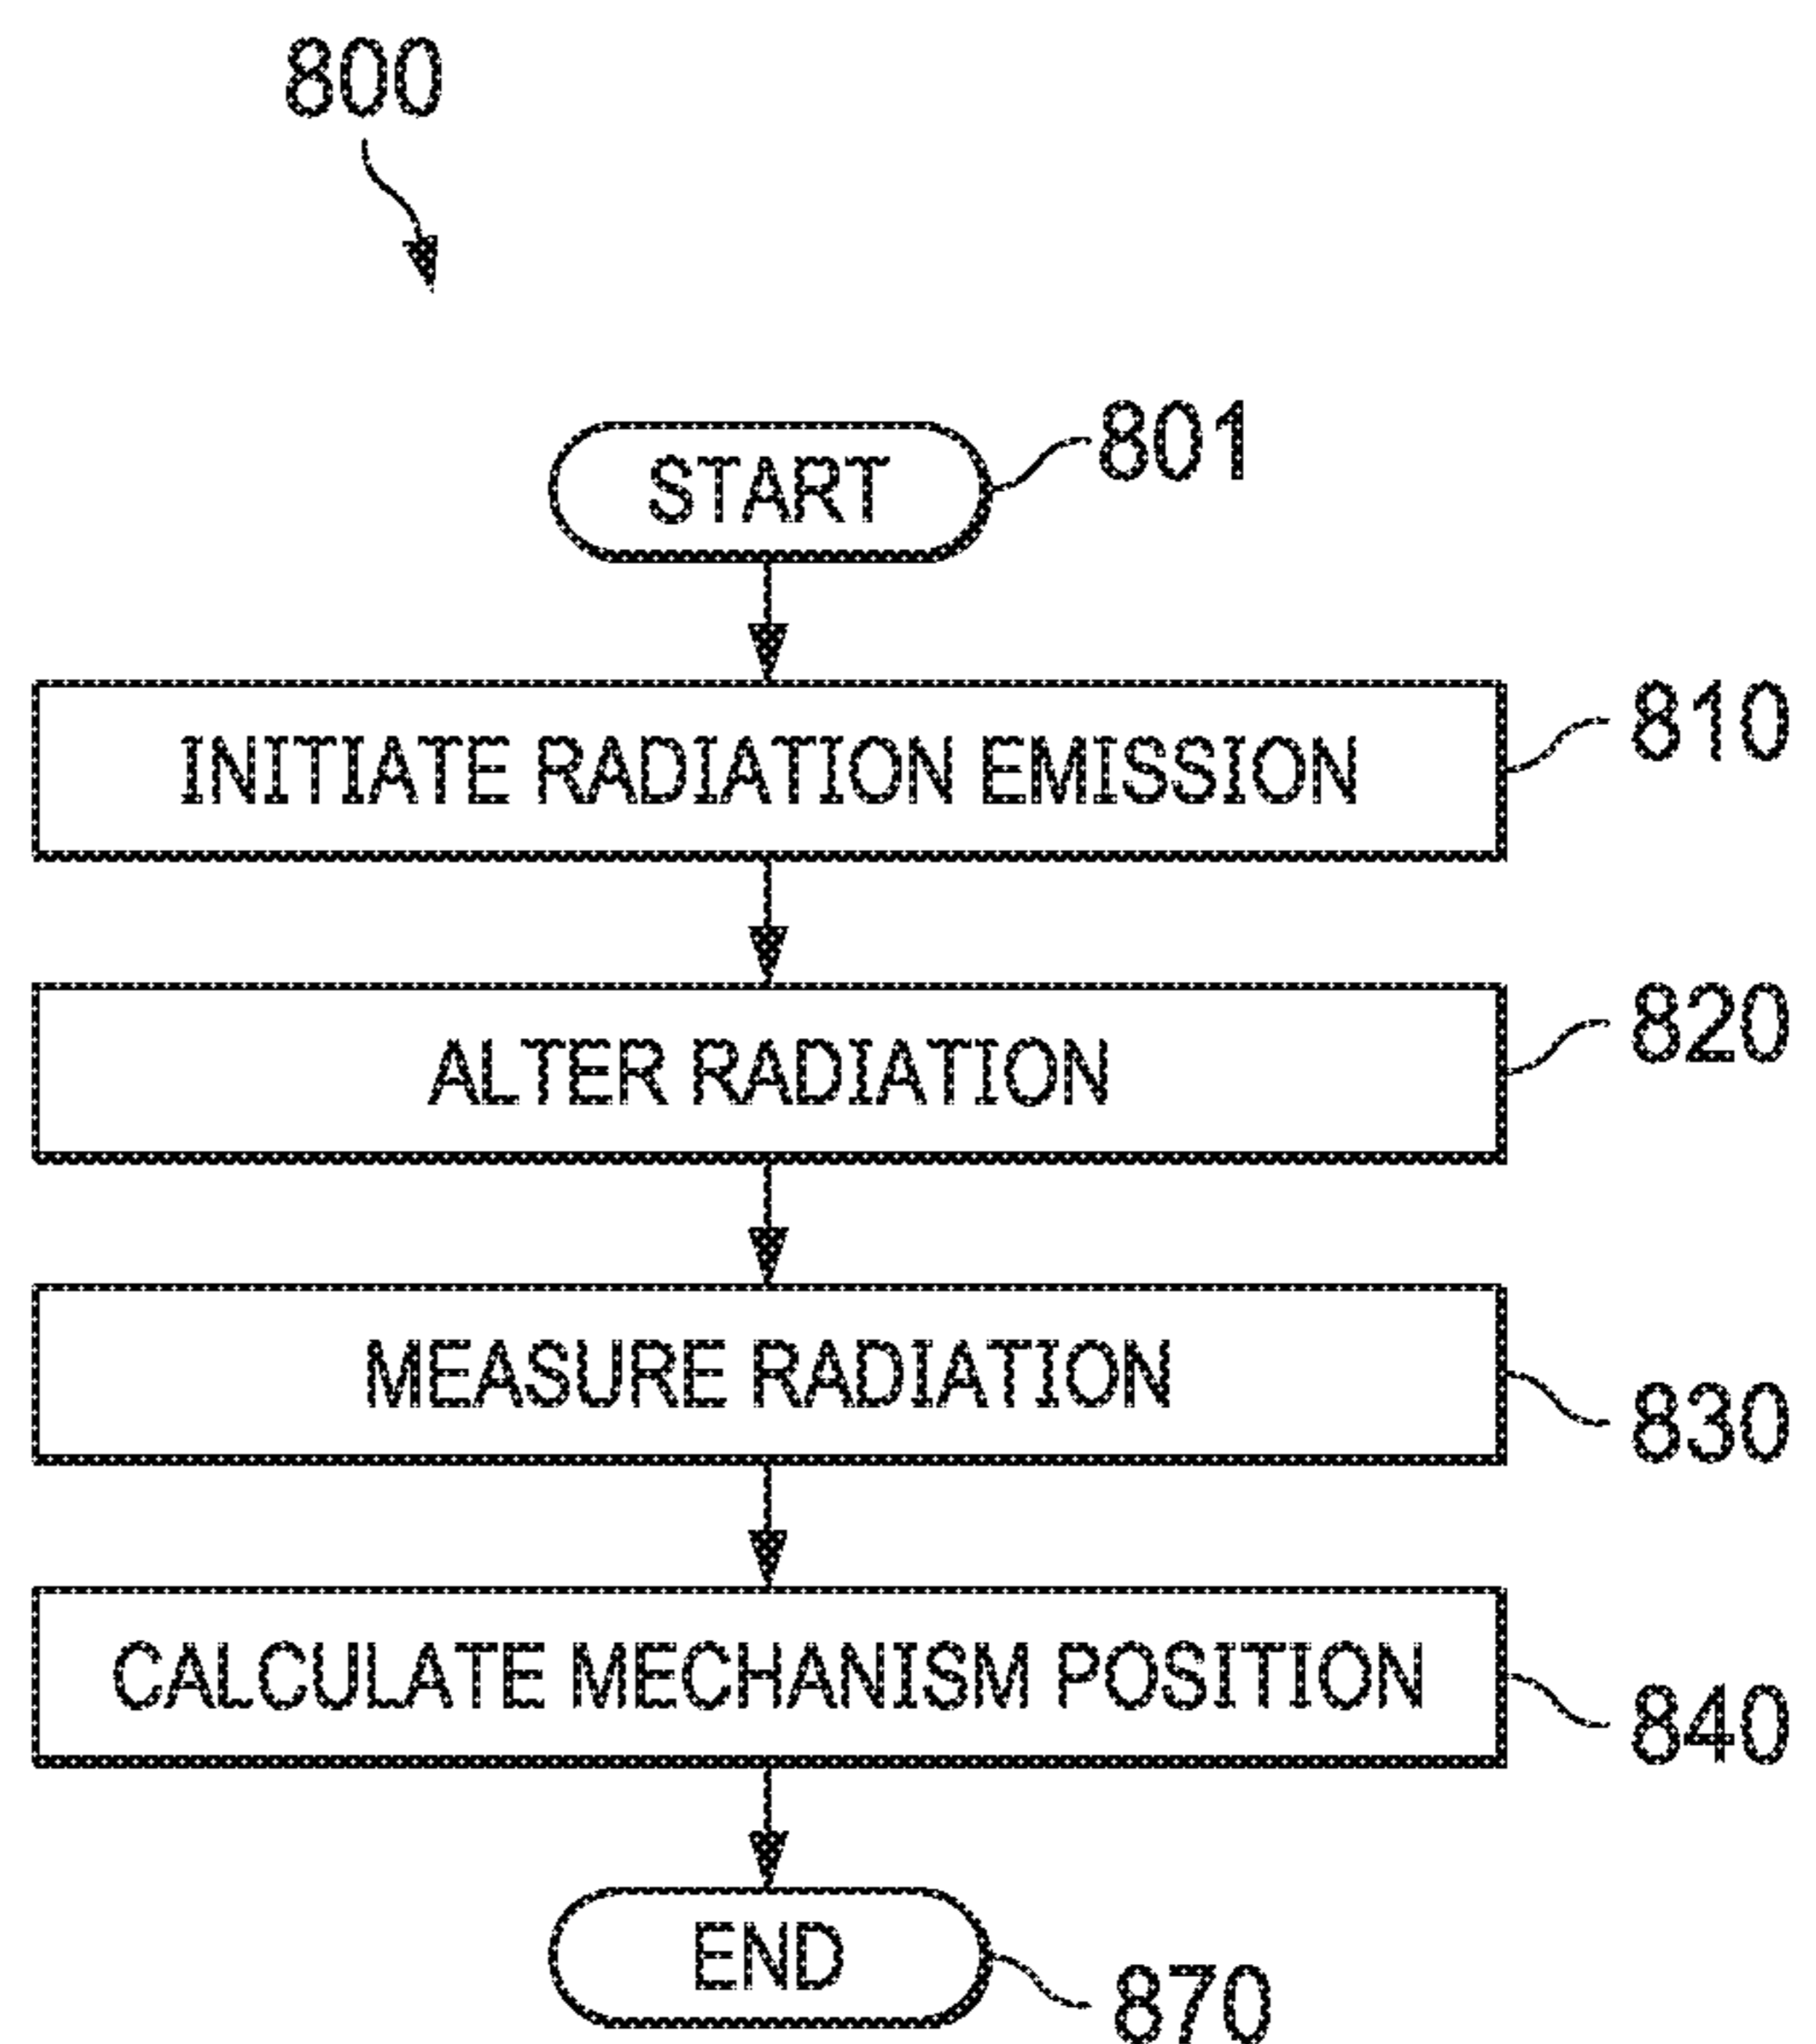 800
START
801
INITIATE RADIATION EMISSION
810
ALTER RADIATION
820
MEASURE RADIATION
830
CALCULATE MECHANISM POSITION
840
END
870